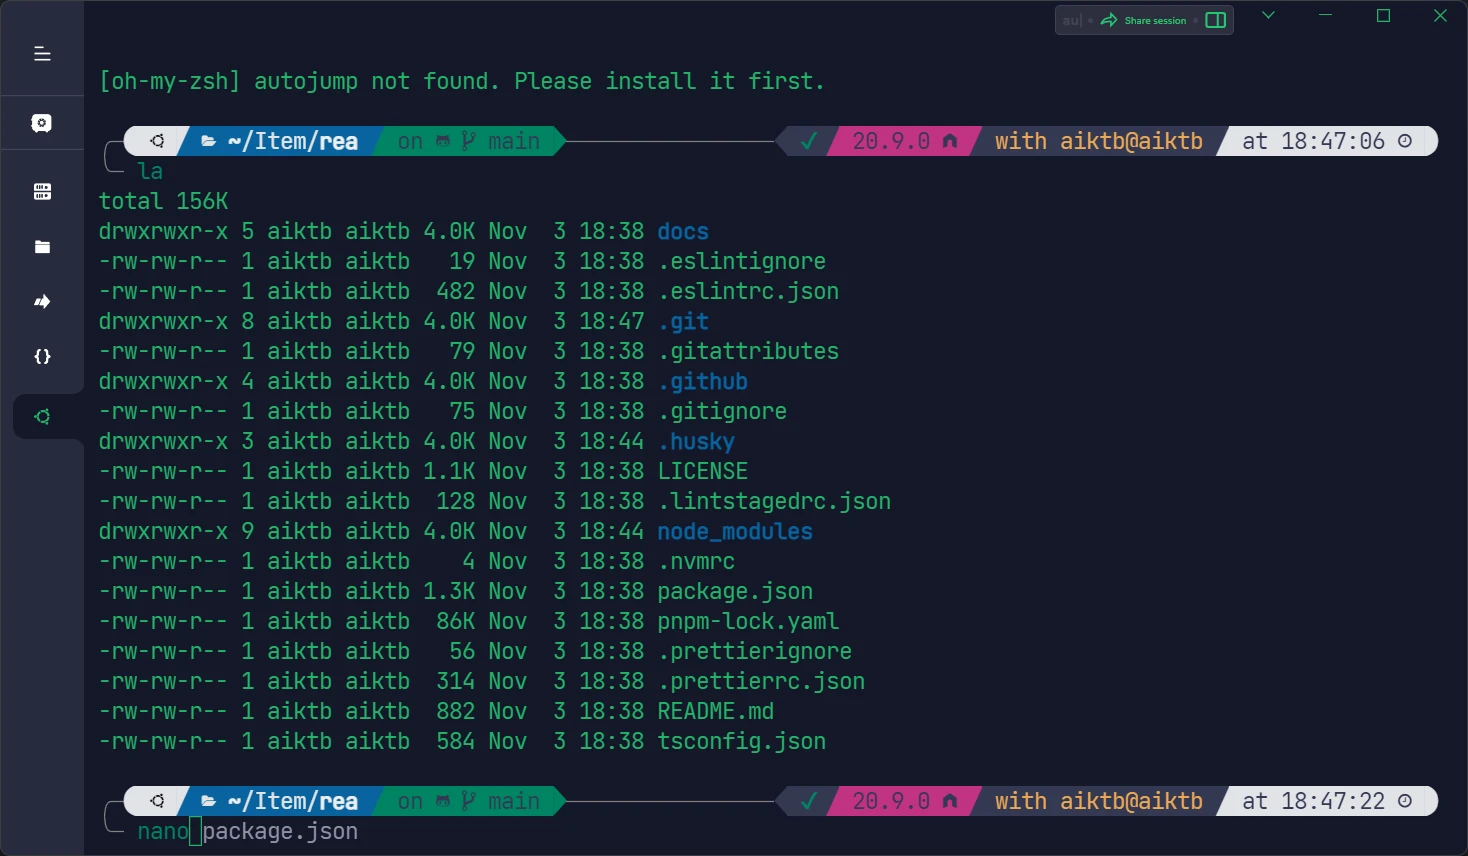 au
Share session
[oh-my-zsh] autojump not found. Please install it first.
~/Item/rea on main 20.9.0 with aiktb@aiktb at 18:47:06
la
total 156K
drwxrwxr-x 5 aiktb aiktb 4.0K Nov  3 18:38 docs
-rw-rw-r-- 1 aiktb aiktb   19 Nov  3 18:38 .eslintignore
-rw-rw-r-- 1 aiktb aiktb  482 Nov  3 18:38 .eslintrc.json
drwxrwxr-x 8 aiktb aiktb 4.0K Nov  3 18:47 .git
-rw-rw-r-- 1 aiktb aiktb   79 Nov  3 18:38 .gitattributes
drwxrwxr-x 4 aiktb aiktb 4.0K Nov  3 18:38 .github
-rw-rw-r-- 1 aiktb aiktb   75 Nov  3 18:38 .gitignore
drwxrwxr-x 3 aiktb aiktb 4.0K Nov  3 18:44 .husky
-rw-rw-r-- 1 aiktb aiktb 1.1K Nov  3 18:38 LICENSE
-rw-rw-r-- 1 aiktb aiktb  128 Nov  3 18:38 .lintstagedrc.json
drwxrwxr-x 9 aiktb aiktb 4.0K Nov  3 18:44 node_modules
-rw-rw-r-- 1 aiktb aiktb    4 Nov  3 18:38 .nvmrc
-rw-rw-r-- 1 aiktb aiktb 1.3K Nov  3 18:38 package.json
-rw-rw-r-- 1 aiktb aiktb  86K Nov  3 18:38 pnpm-lock.yaml
-rw-rw-r-- 1 aiktb aiktb   56 Nov  3 18:38 .prettierignore
-rw-rw-r-- 1 aiktb aiktb  314 Nov  3 18:38 .prettierrc.json
-rw-rw-r-- 1 aiktb aiktb  882 Nov  3 18:38 README.md
-rw-rw-r-- 1 aiktb aiktb  584 Nov  3 18:38 tsconfig.json
~/Item/rea on main 20.9.0 with aiktb@aiktb at 18:47:22
nano package.json